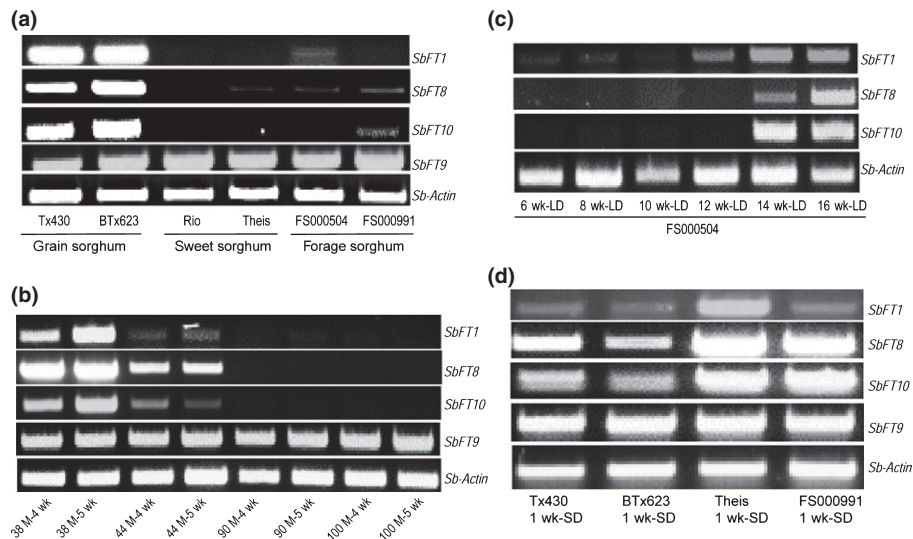 (a)
SbFT1
SbFT8
SbFT10
SbFT9
Sb-Actin
Tx430 BTx623 Rio Theis FS000504 FS000991
Grain sorghum Sweet sorghum Forage sorghum
(b)
SbFT1
SbFT8
SbFT10
SbFT9
Sb-Actin
38 M-4 wk 38 M-5 wk 44 M-4 wk 44 M-5 wk 90 M-4 wk 90 M-5 wk 100 M-4 wk 100 M-5 wk
(c)
SbFT1
SbFT8
SbFT10
Sb-Actin
6 wk-LD 8 wk-LD 10 wk-LD 12 wk-LD 14 wk-LD 16 wk-LD
FS000504
(d)
SbFT1
SbFT8
SbFT10
SbFT9
Sb-Actin
Tx430 BTx623 Theis FS000991
1 wk-SD 1 wk-SD 1 wk-SD 1 wk-SD